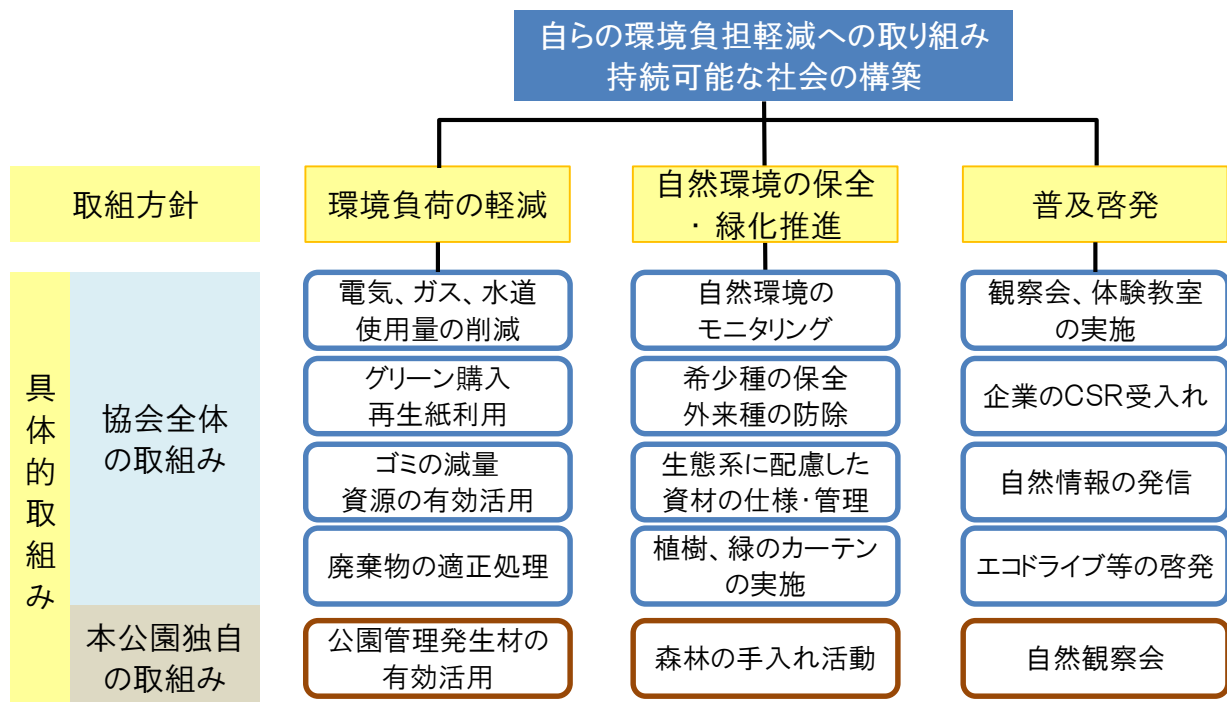 自らの環境負担軽減への取り組み
持続可能な社会の構築
取組方針
環境負荷の軽減
自然環境の保全
・緑化推進
普及啓発
具体的取組み
協会全体
の取組み
電気、ガス、水道
使用量の削減
自然環境の
モニタリング
観察会、体験教室
の実施
グリーン購入
再生紙利用
希少種の保全
外来種の防除
企業のCSR受入れ
ゴミの減量
資源の有効活用
生態系に配慮した
資材の仕様・管理
自然情報の発信
廃棄物の適正処理
植樹、緑のカーテン
の実施
エコドライブ等の啓発
本公園独自
の取組み
公園管理発生材の
有効活用
森林の手入れ活動
自然観察会